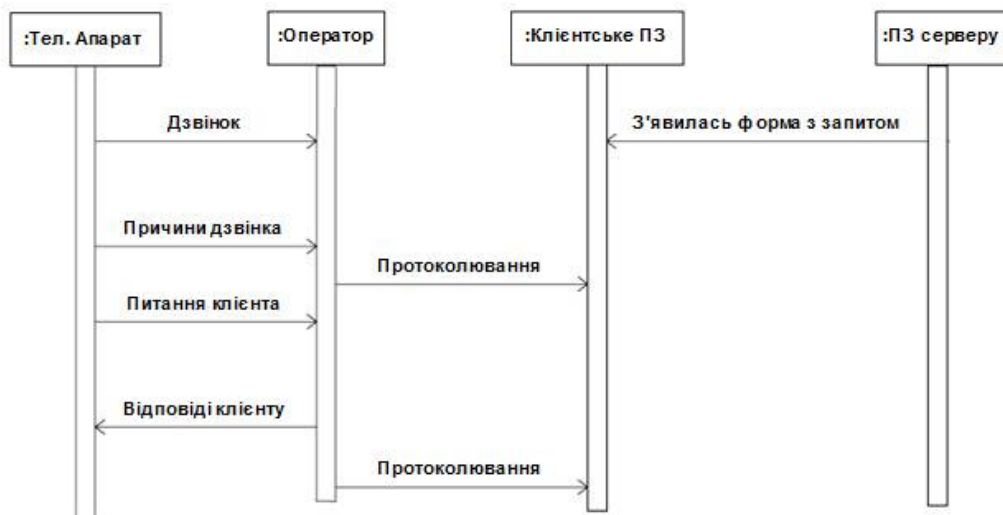 :Тел. Апарат
:Оператор
:Клієнтське ПЗ
:ПЗ серверу
Дзвінок
З'явилась форма з запитом
Причини дзвінка
Протоколювання
Питання клієнта
Відповіді клієнту
Протоколювання